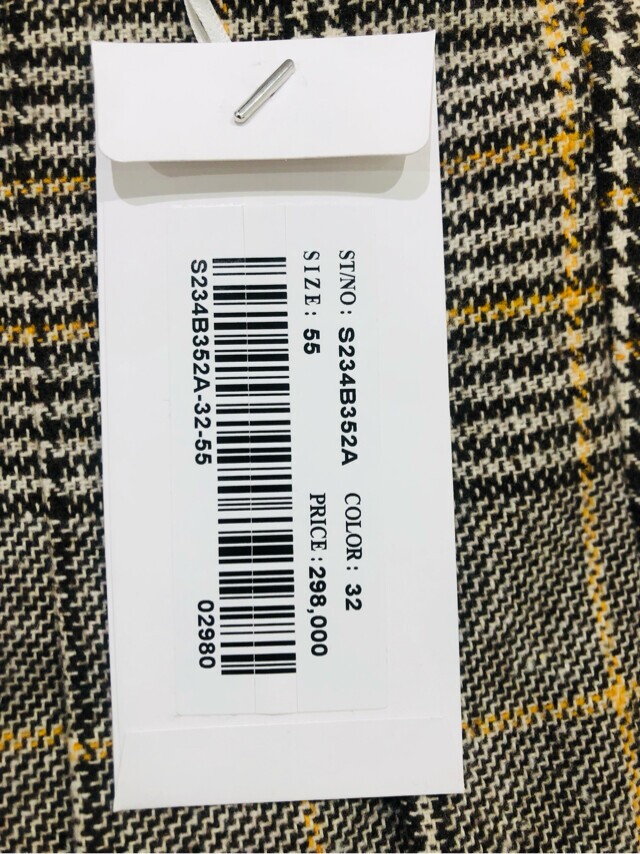 ST/NO: S234B352A COLOR: 32
SIZE: 55 PRICE: 298,000
S234B352A-32-55 02980